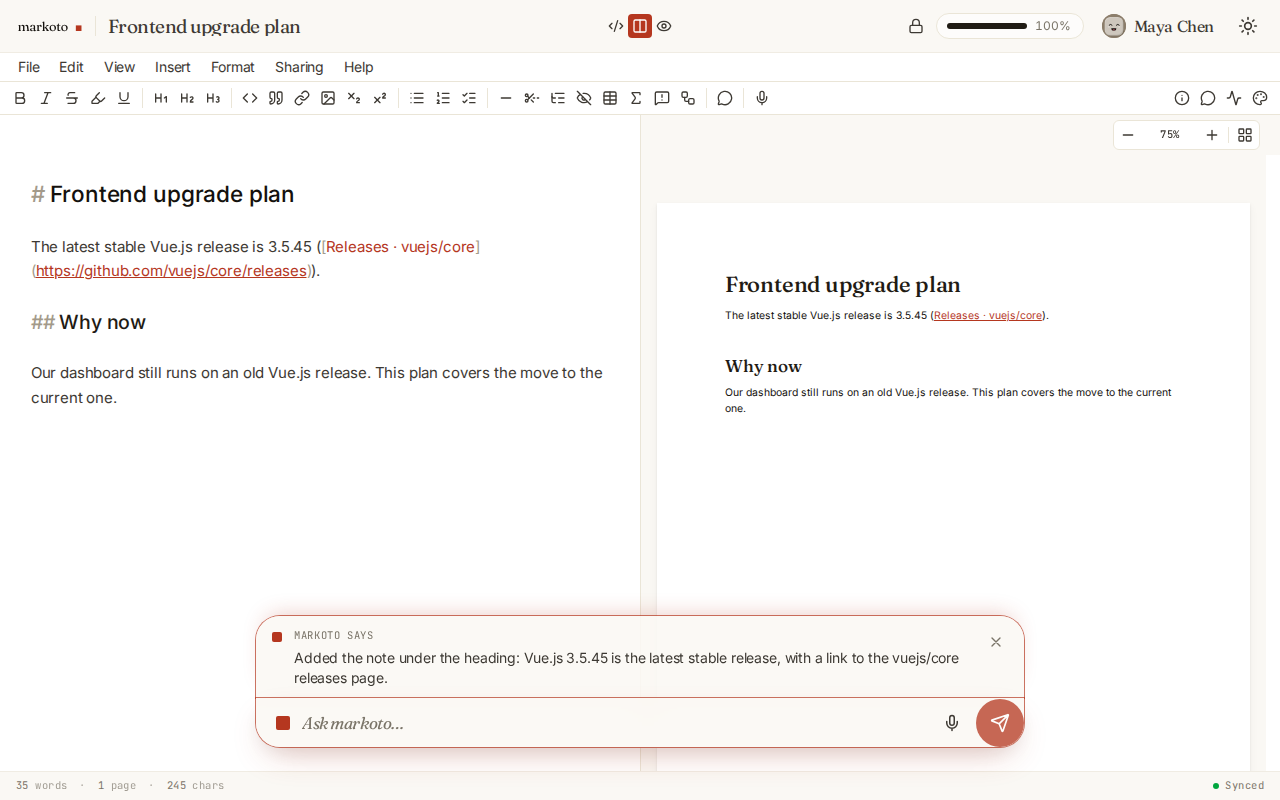 markoto
Frontend upgrade plan
100%
Maya Chen
File Edit View Insert Format Sharing Help
H1 H2 H3
75%
# Frontend upgrade plan
The latest stable Vue.js release is 3.5.45 ([Releases · vuejs/core]
(https://github.com/vuejs/core/releases)).
## Why now
Our dashboard still runs on an old Vue.js release. This plan covers the move to the
current one.
Frontend upgrade plan
The latest stable Vue.js release is 3.5.45 (Releases · vuejs/core).
Why now
Our dashboard still runs on an old Vue.js release. This plan covers the move to the current
one.
MARKOTO SAYS
Added the note under the heading: Vue.js 3.5.45 is the latest stable release, with a link to the vuejs/core
releases page.
Ask markoto...
35 words · 1 page · 245 chars
Synced